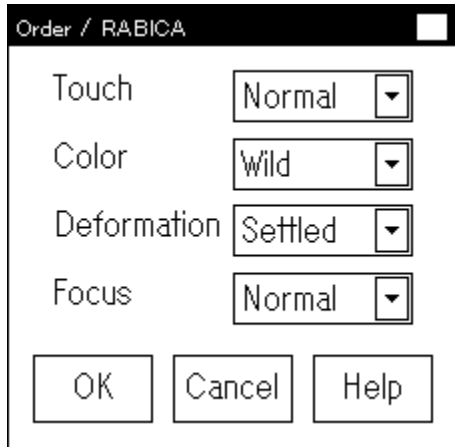 Order / RABICA
Touch Normal
Color Wild
Deformation Settled
Focus Normal
OK Cancel Help